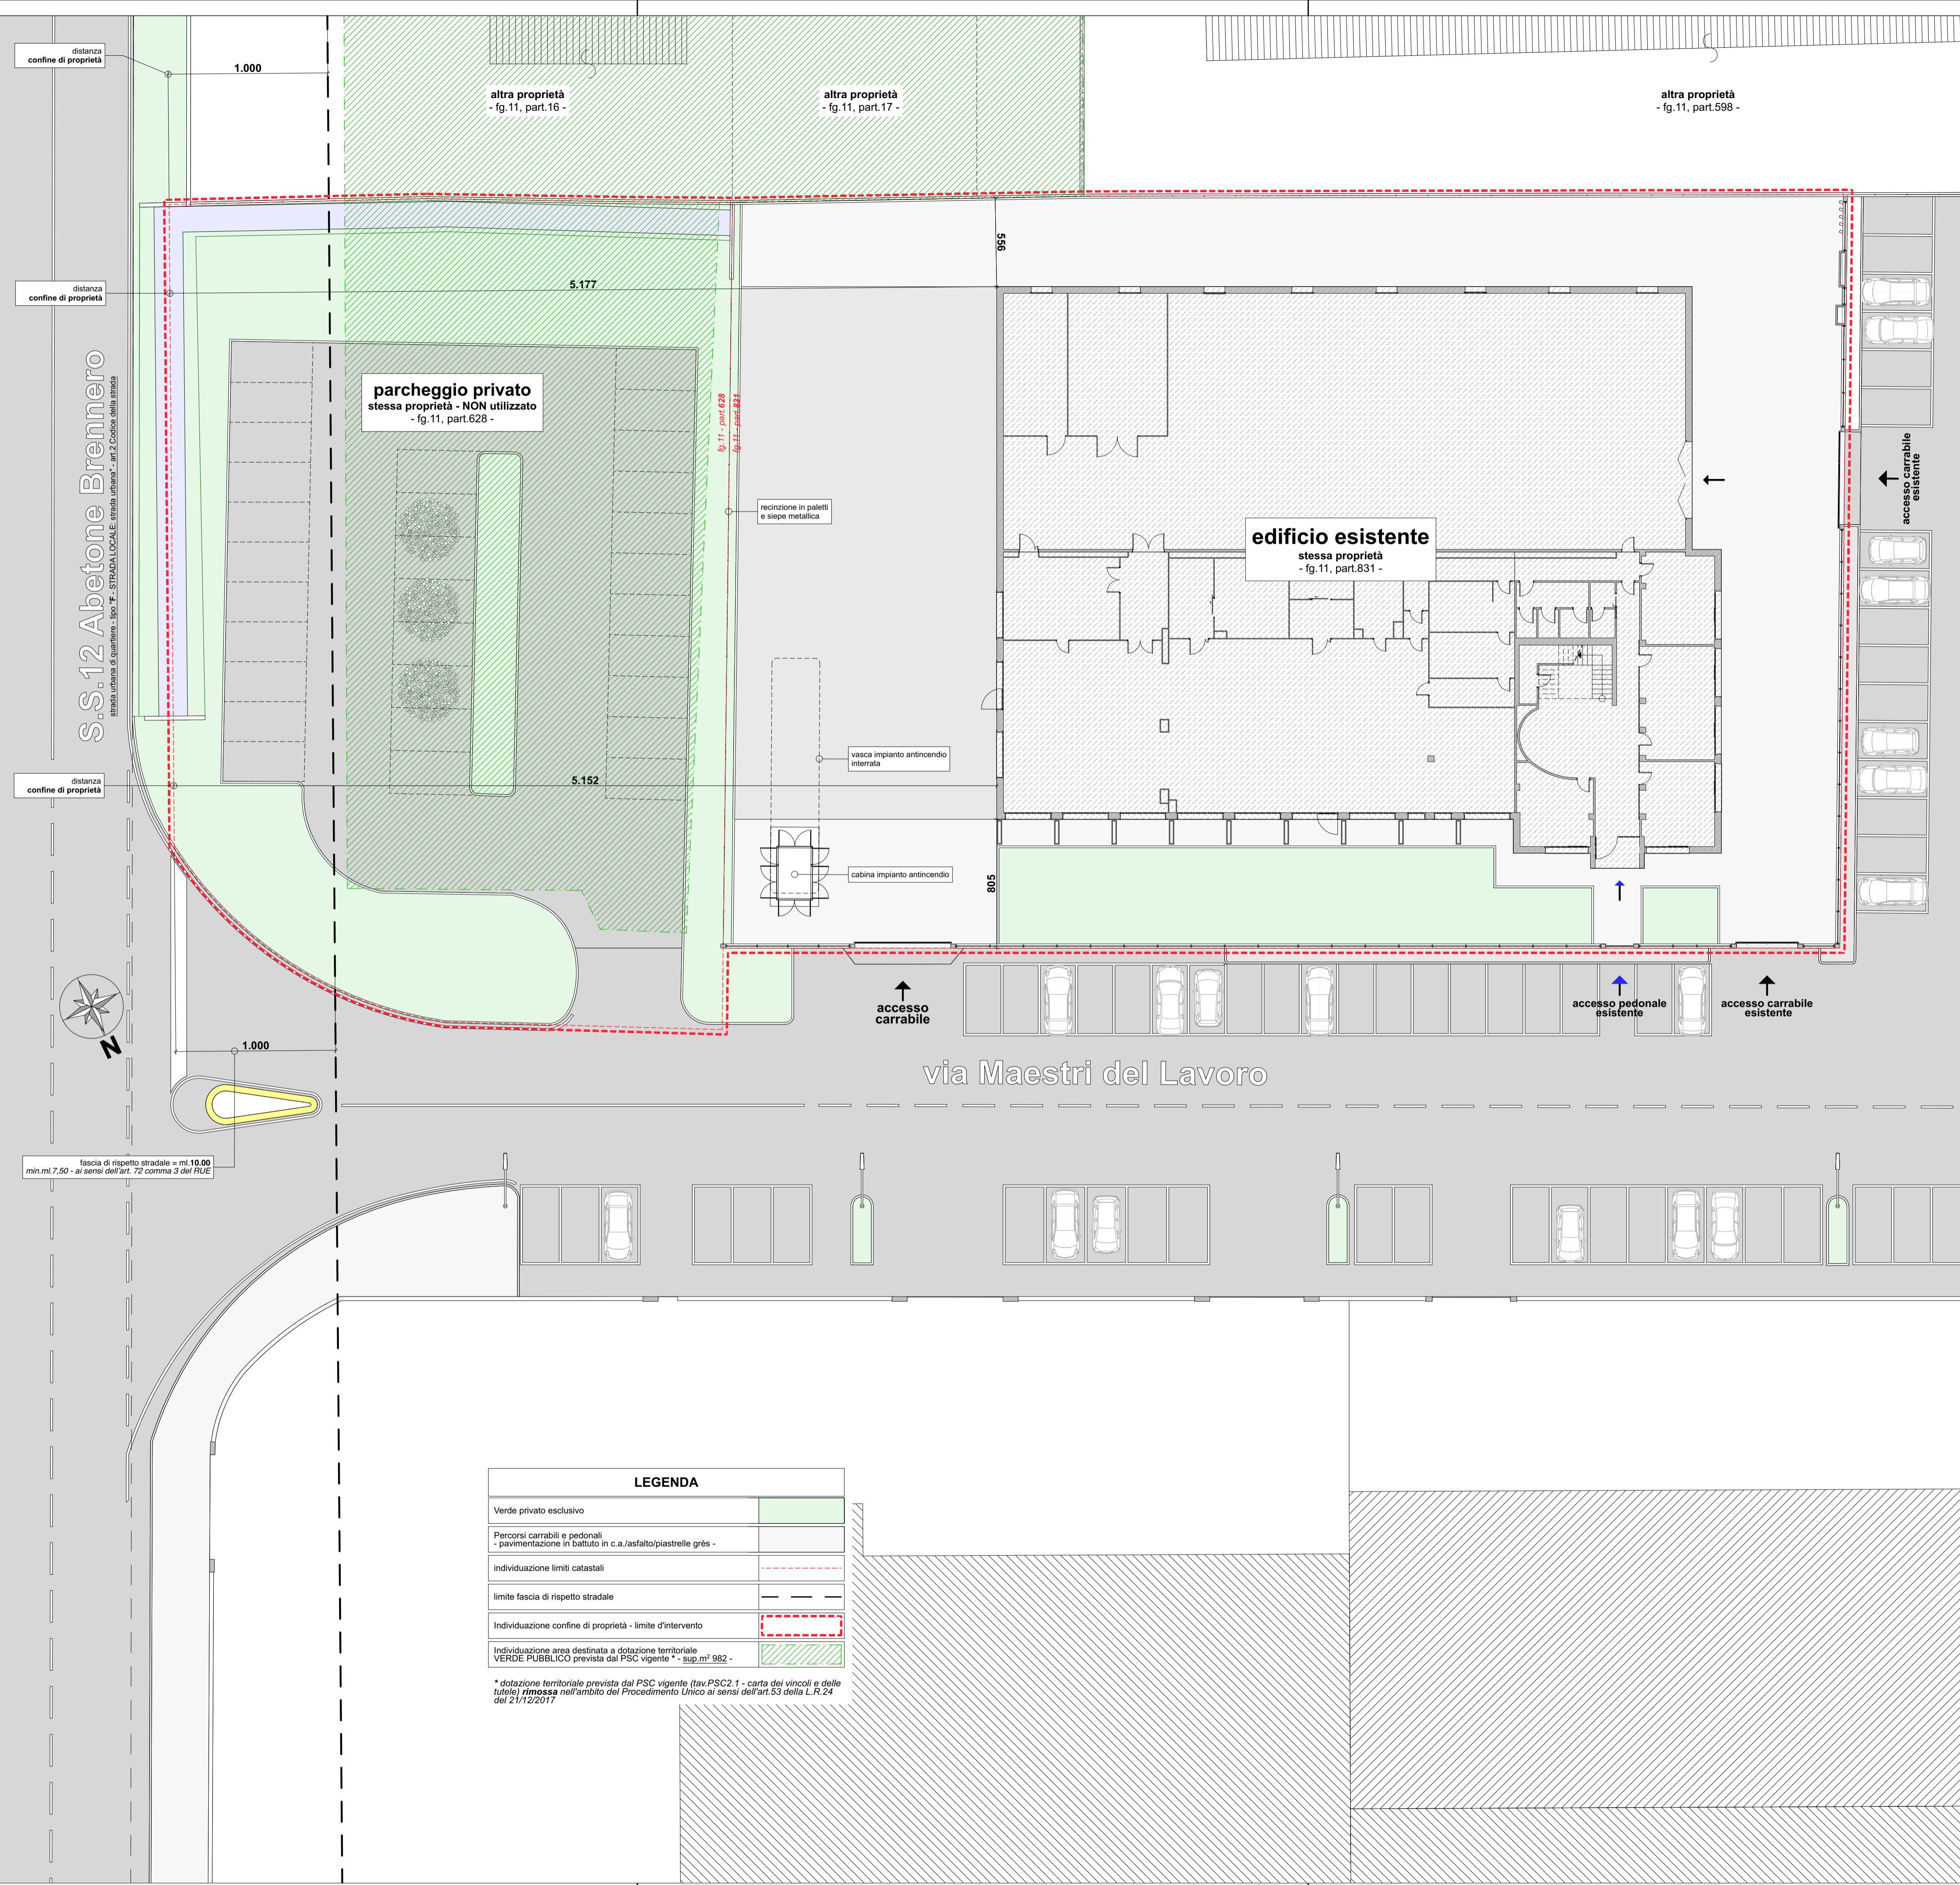 distanza
confine di proprietà
1.000
altra proprietà
- fg.11, part.16 -
altra proprietà
- fg.11, part.17 -
altra proprietà
- fg.11, part.598 -
556
distanza
confine di proprietà
5.177
S.S.12 Abetone Brennero
strada urbana di quartiere - tipo "F - STRADA LOCALE: strada urbana" - art.2 Codice della strada
parcheggio privato
stessa proprietà - NON utilizzato
- fg.11, part.628 -
fg.11 - part.628
fg.11 - part.831
recinzione in paletti
e siepe metallica
edificio esistente
stessa proprietà
- fg.11, part.831 -
accesso carrabile
esistente
vasca impianto antincendio
interrata
distanza
confine di proprietà
5.152
cabina impianto antincendio
805
accesso
carrabile
accesso pedonale
esistente
accesso carrabile
esistente
N
1.000
via Maestri del Lavoro
fascia di rispetto stradale = ml.10.00
min.ml.7,50 - ai sensi dell'art. 72 comma 3 del RUE
LEGENDA
Verde privato esclusivo
Percorsi carrabili e pedonali
- pavimentazione in battuto in c.a./asfalto/piastrelle grès -
individuazione limiti catastali
limite fascia di rispetto stradale
Individuazione confine di proprietà - limite d'intervento
Individuazione area destinata a dotazione territoriale
VERDE PUBBLICO prevista dal PSC vigente * - sup.m² 982 -
* dotazione territoriale prevista dal PSC vigente (tav.PSC2.1 - carta dei vincoli e delle
tutele) rimossa nell'ambito del Procedimento Unico ai sensi dell'art.53 della L.R.24
del 21/12/2017